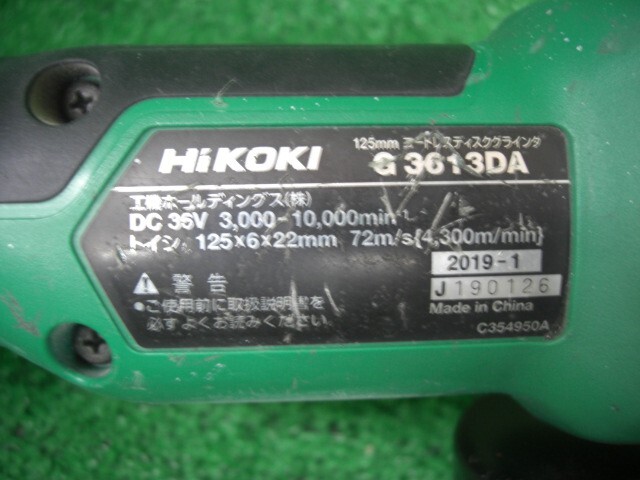 HiKOKI
125mm コードレスディスクグラインダ
G 3613DA
工機ホールディングス(株)
DC 36V 3,000-10,000min⁻¹
トイシ 125×6×22mm 72m/s{4,300m/min}
2019-1
J190126
Made in China
C354950A
⚠ 警告
●ご使用前に取扱説明書を
必ずよくお読みください。